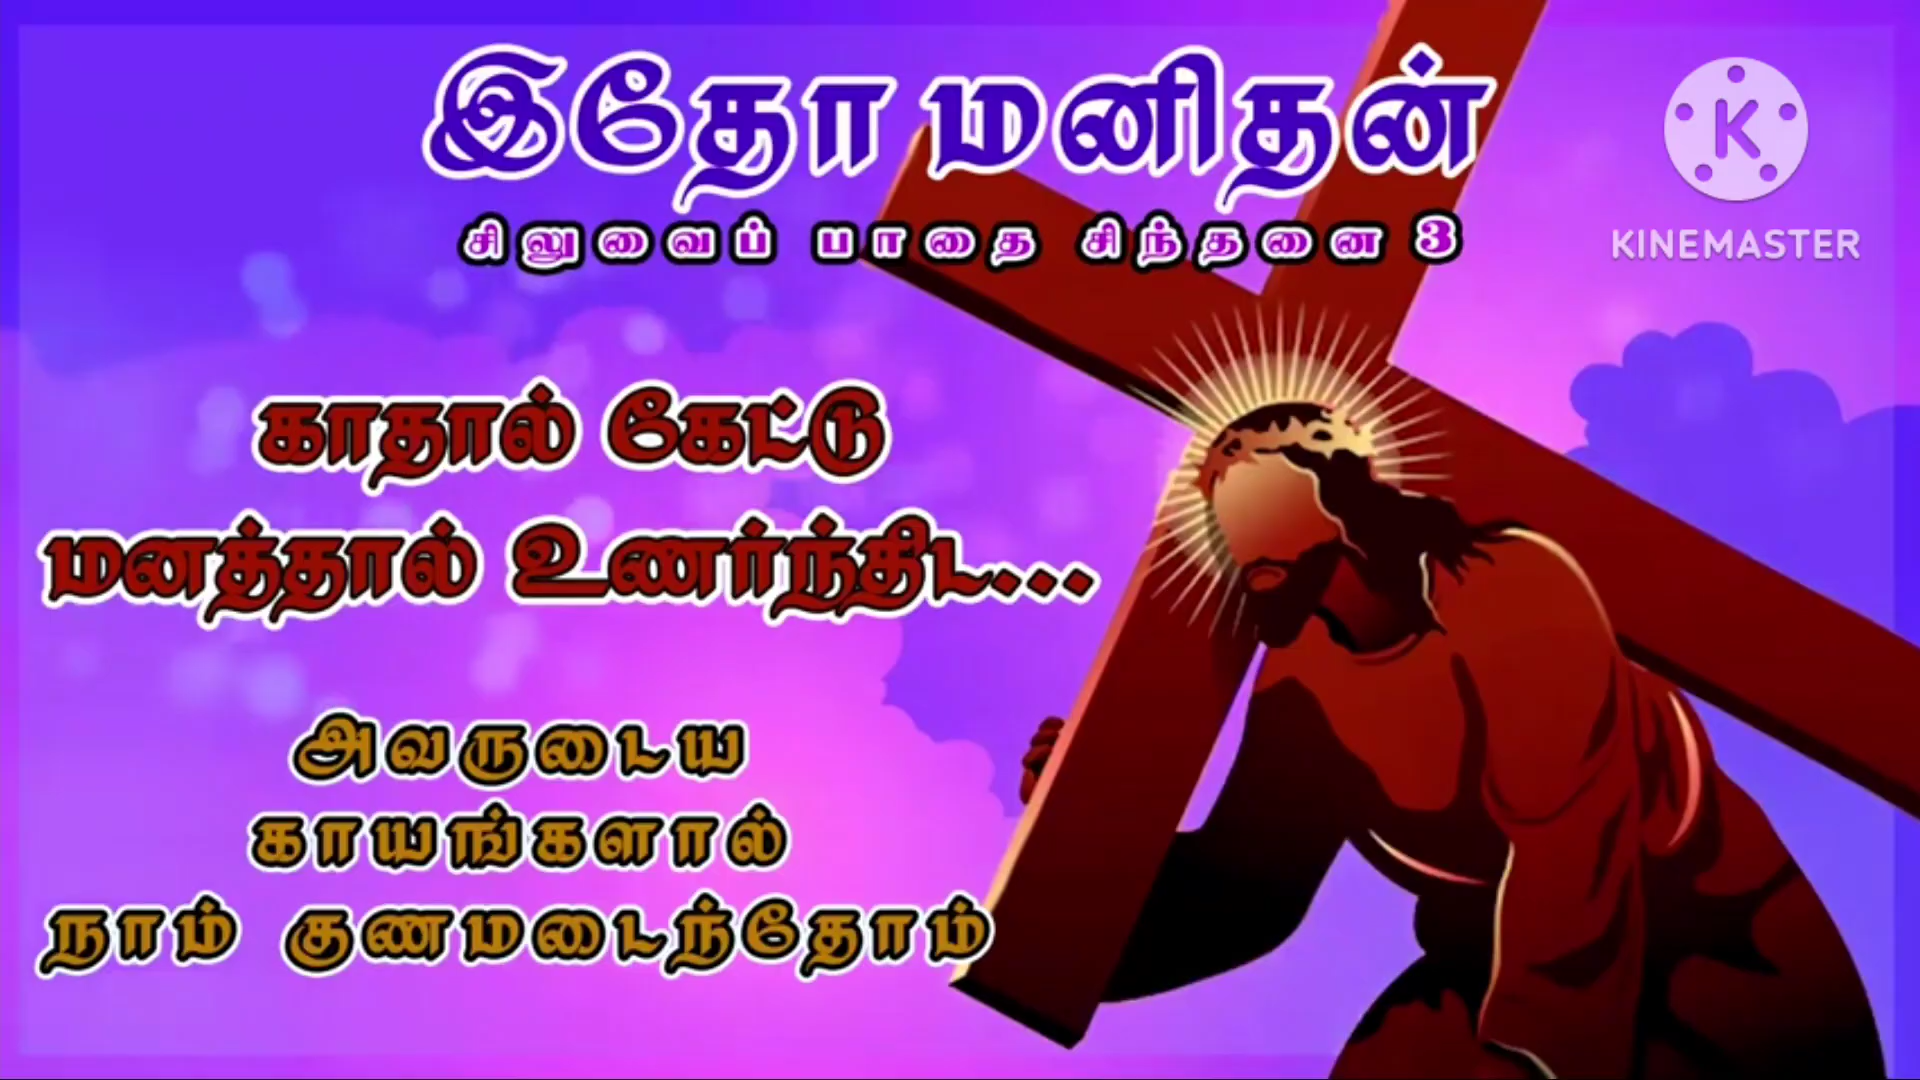 இதோ மனிதன்
சிலுவைப் பாதை சிந்தனை 3
KINEMASTER
காதால் கேட்டு
மனத்தால் உணர்ந்திட...
அவருடைய
காயங்களால்
நாம் குணமடைந்தோம்